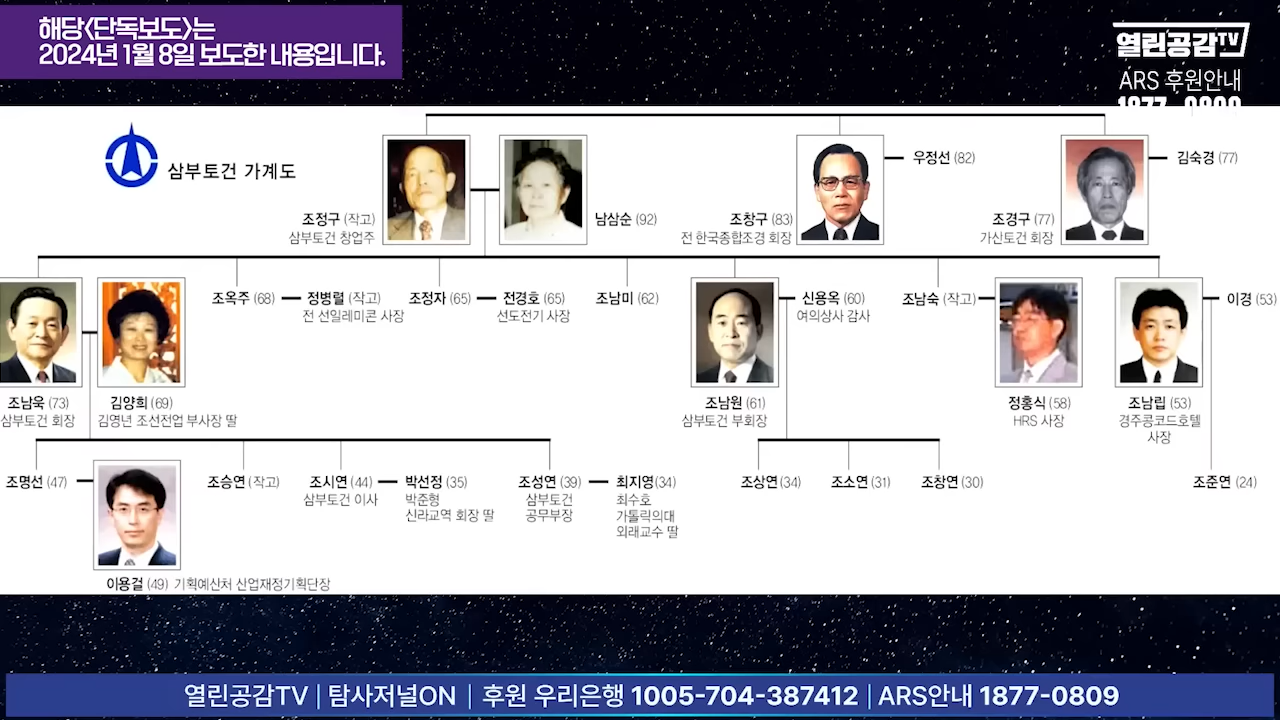 해당<단독보도>는
2024년 1월 8일 보도한 내용입니다.
열린공감TV
ARS 후원안내
1877-0809
삼부토건 가계도
조정구 (작고)
삼부토건 창업주
남삼순 (92)
조창구 (83)
전 한국종합조경 회장
우정선 (82)
조경구 (77)
가산토건 회장
김숙경 (77)
조남욱 (73)
삼부토건 회장
김양희 (69)
김영년 조선전업 부사장 딸
조옥주 (68)
정병렬 (작고)
전 선일레미콘 사장
조정자 (65)
전경호 (65)
선도전기 사장
조남미 (62)
조남원 (61)
삼부토건 부회장
신용옥 (60)
여의상사 감사
조남숙 (작고)
정홍식 (58)
HRS 사장
조남립 (53)
경주콩코드호텔
사장
이경 (53)
조명선 (47)
이용걸 (49) 기획예산처 산업재정기획단장
조승연 (작고)
조시연 (44)
삼부토건 이사
박선정 (35)
박준형
신라교역 회장 딸
조성연 (39)
삼부토건
공무부장
최지영(34)
최수호
가톨릭의대
외래교수 딸
조상연(34)
조소연 (31)
조창연 (30)
조준연 (24)
열린공감TV | 탐사저널ON | 후원 우리은행 1005-704-387412 | ARS안내 1877-0809